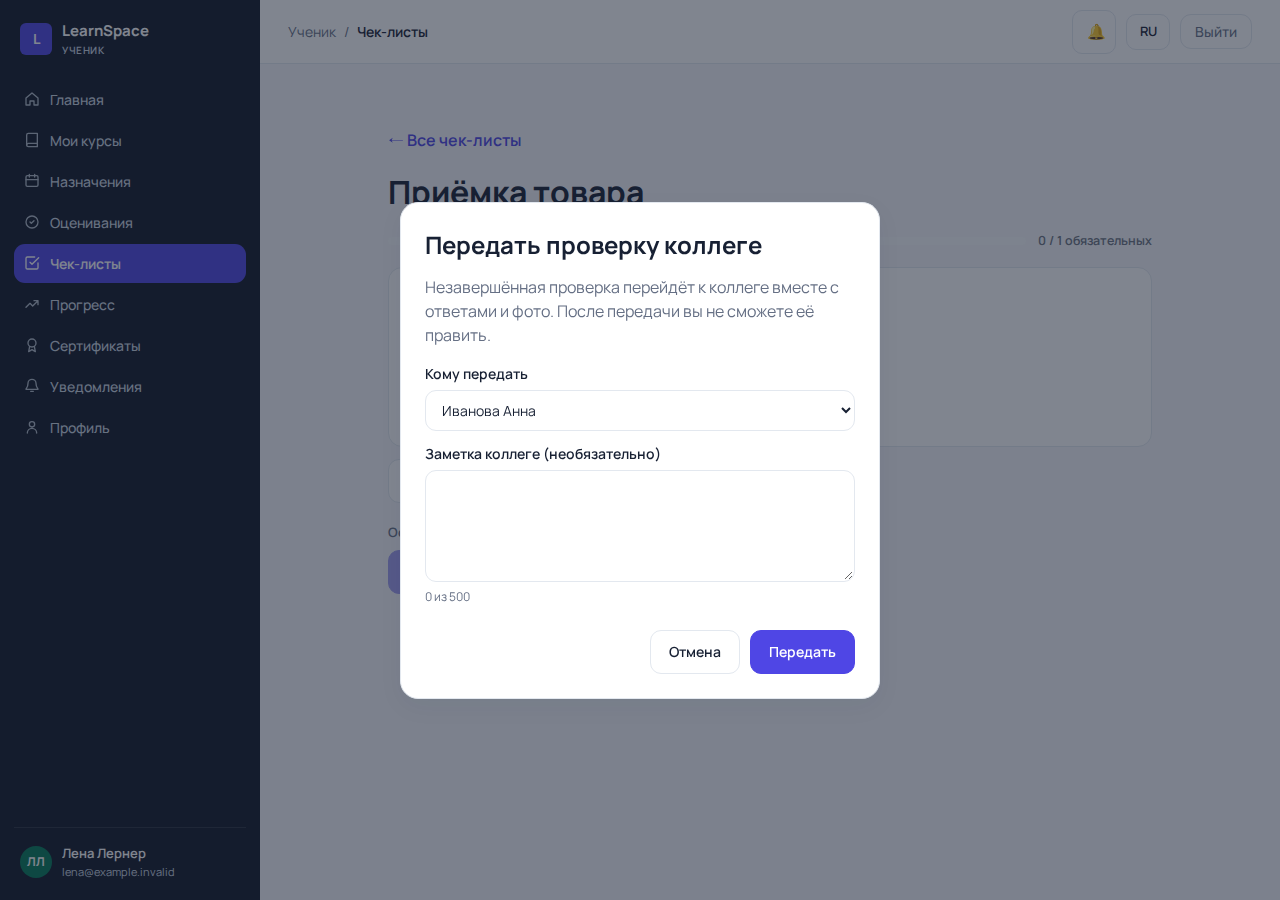 L
LearnSpace
УЧЕНИК
Главная
Мои курсы
Назначения
Оценивания
Чек-листы
Прогресс
Сертификаты
Уведомления
Профиль
ЛЛ
Лена Лернер
lena@example.invalid
Ученик / Чек-листы
RU
Выйти
← Все чек-листы
Приёмка товара
0 / 1 обязательных
Передать проверку коллеге
Незавершённая проверка перейдёт к коллеге вместе с
ответами и фото. После передачи вы не сможете её
править.
Кому передать
Иванова Анна
Заметка коллеге (необязательно)
0 из 500
Отмена
Передать